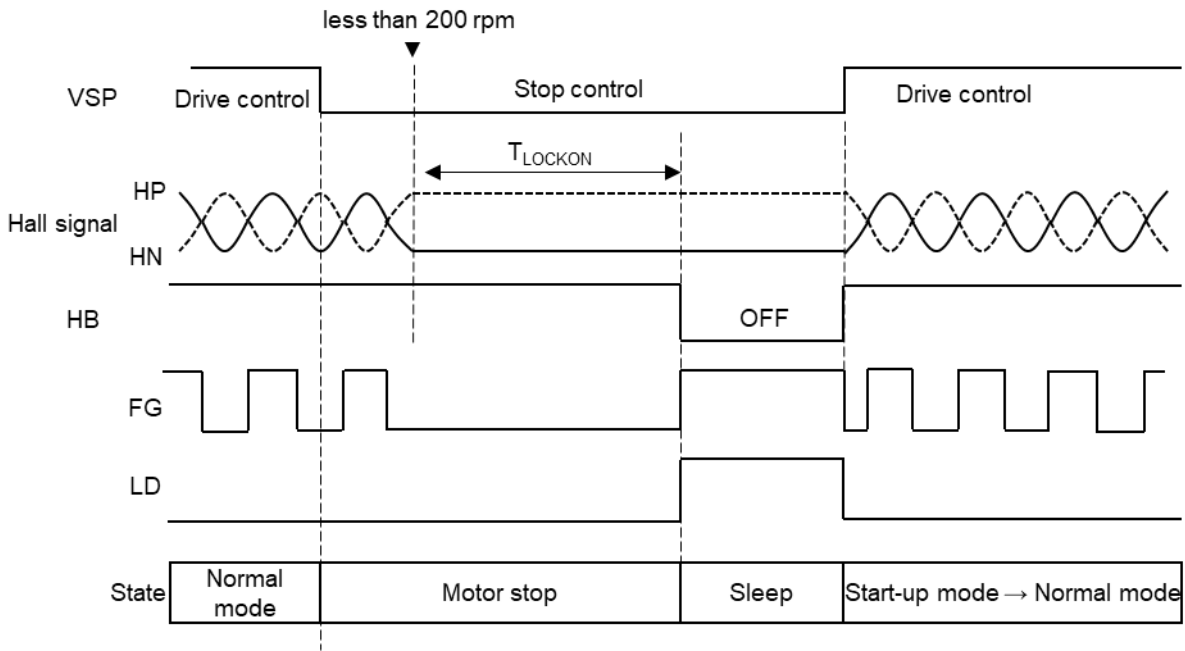 less than 200 rpm
VSP
Drive control
Stop control
Drive control
T_LOCKON
HP
Hall signal
HN
HB
OFF
FG
LD
State
Normal
mode
Motor stop
Sleep
Start-up mode → Normal mode